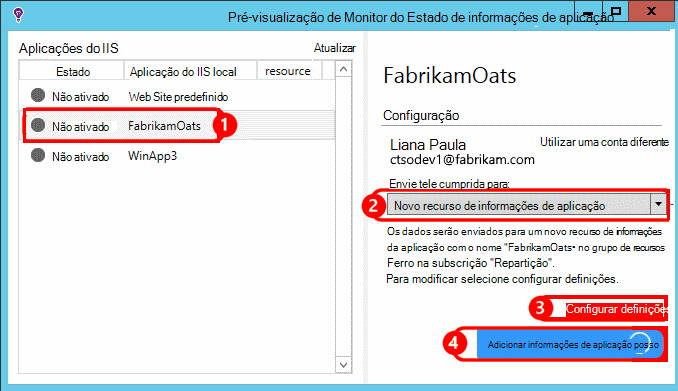 Pré-visualização de Monitor do Estado de informações de aplicação
Aplicações do IIS
Atualizar
Estado
Aplicação do IIS local
resource
Não ativado
Web Site predefinido
Não ativado
FabrikamOats
1
Não ativado
WinApp3
FabrikamOats
Configuração
Liana Paula
Utilizar uma conta diferente
ctsodev1@fabrikam.com
Envie tele cumprida para:
2
Novo recurso de informações de aplicação
Os dados serão enviados para um novo recurso de informações
da aplicação com o nome "FabrikamOats• no grupo de recursos
Ferro na subscrição "Repartição".
Para modificar selecione configurar definições.
3
Configurar definições
4
Adicionar informações de aplicação posso